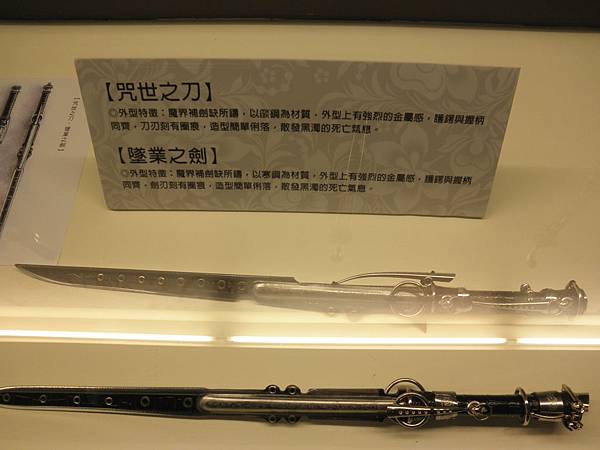 【咒世之刀】
◎外型特徵：魔界補劍缺所鑄，以寒鋼為材質，外型上有強烈的金屬感，護鍔與握柄
同齊，刀刃刻有圈痕，造型簡單俐落，散發黑濁的死亡氣息。
【墜業之劍】
◎外型特徵：魔界補劍缺所鑄，以寒鋼為材質，外型上有強烈的金屬感，護鍔與握柄
同齊，劍刃刻有圈痕，造型簡單俐落，散發黑濁的死亡氣息。